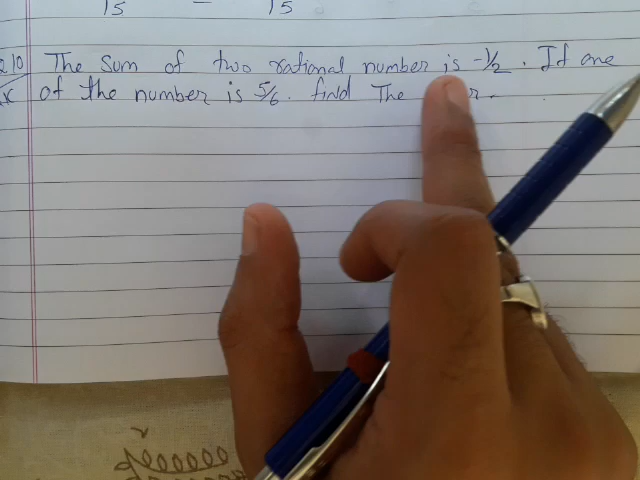 15 = 15
210 The sum of two rational number is -1/2. If one
of the number is 5/6. find The